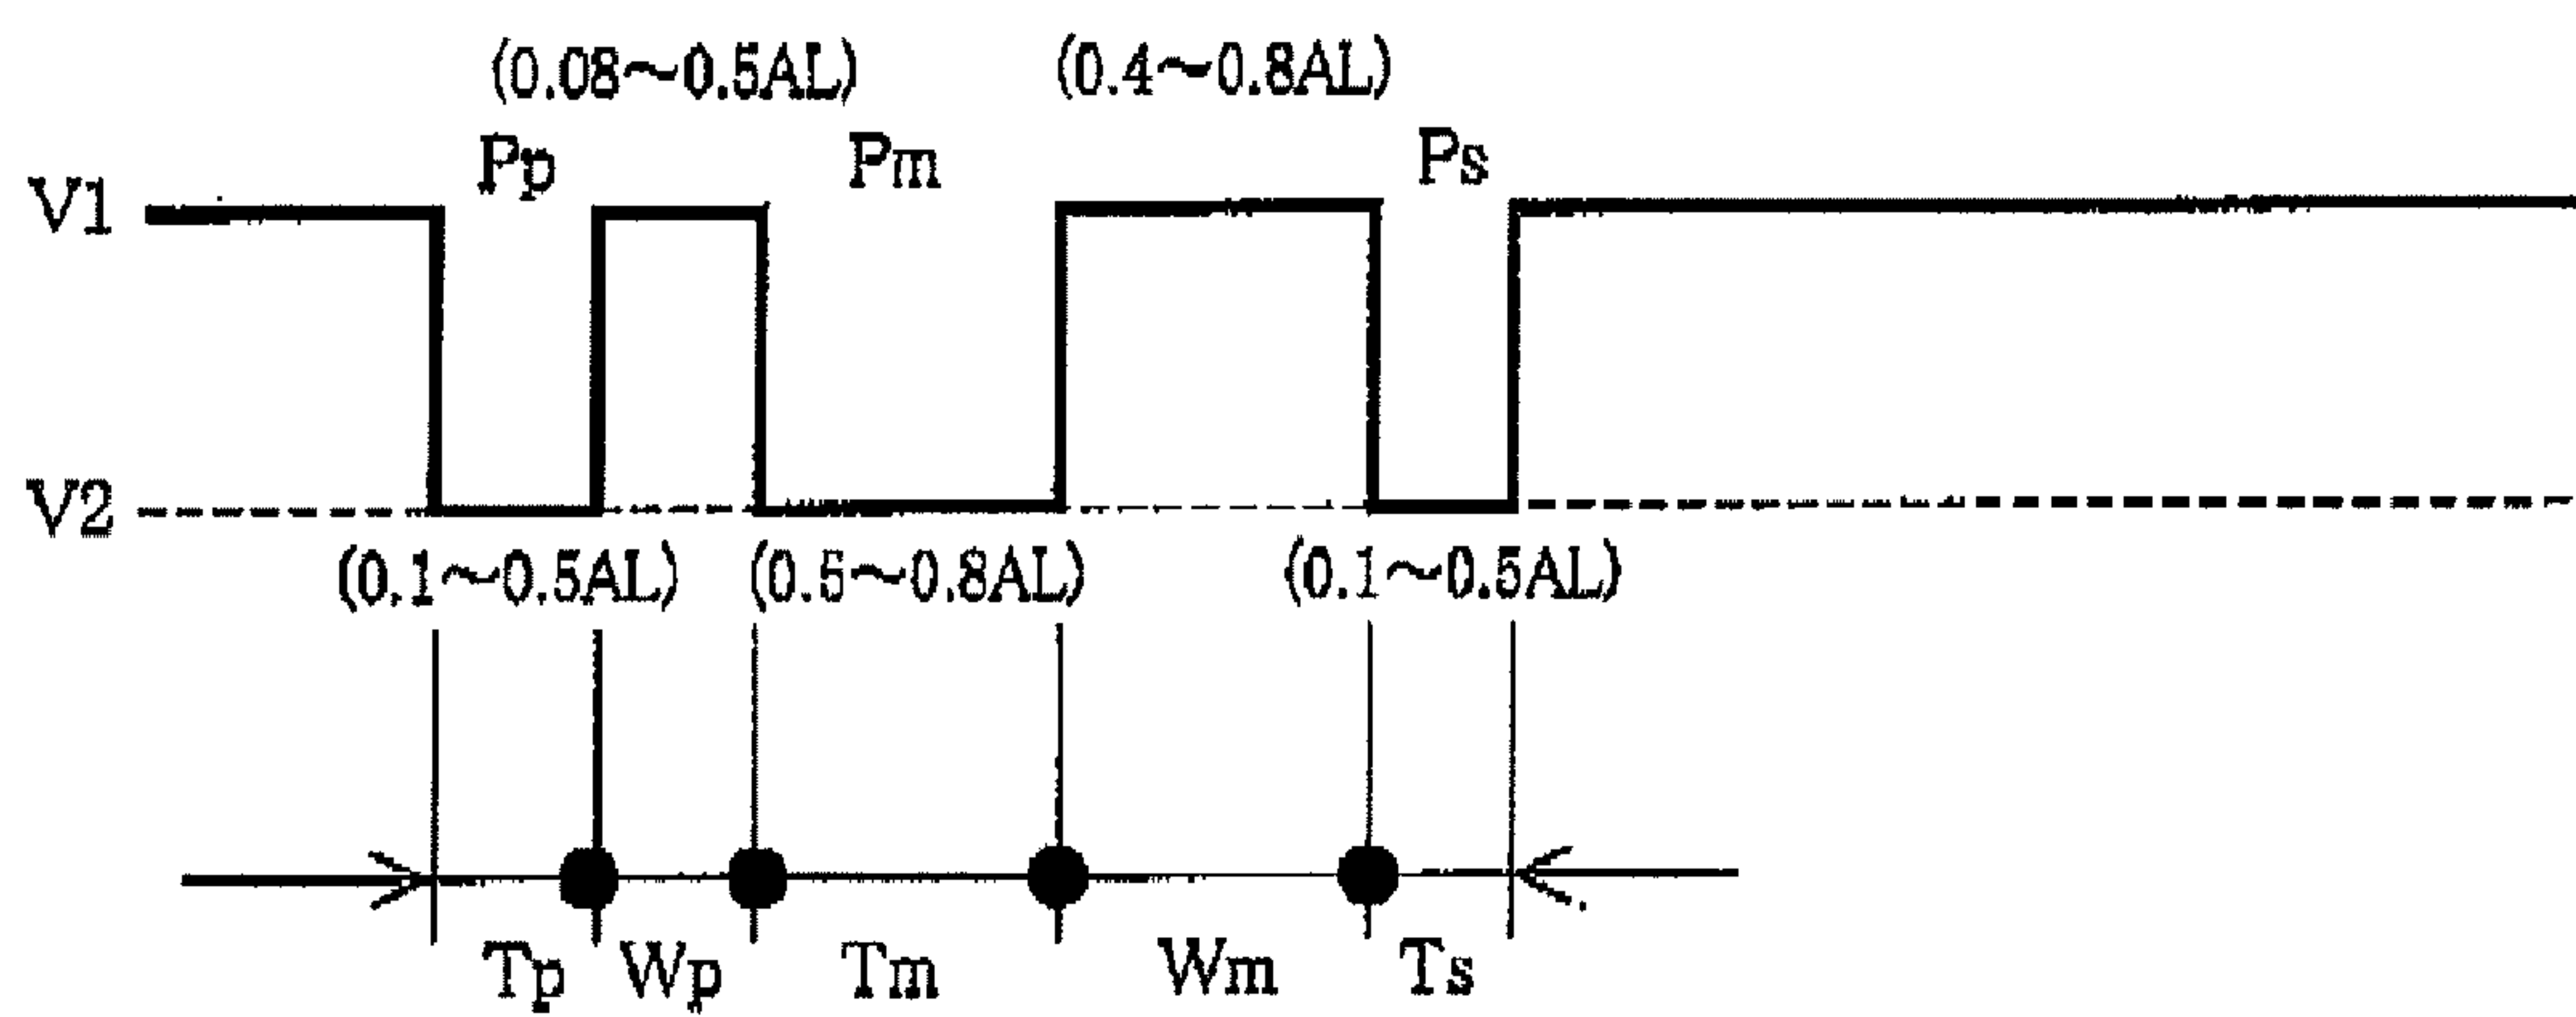 (0.08～0.5AL) (0.4～0.8AL)
Pp Pm Ps
V1
V2
(0.1～0.5AL) (0.5～0.8AL) (0.1～0.5AL)
Tp Wp Tm Wm Ts